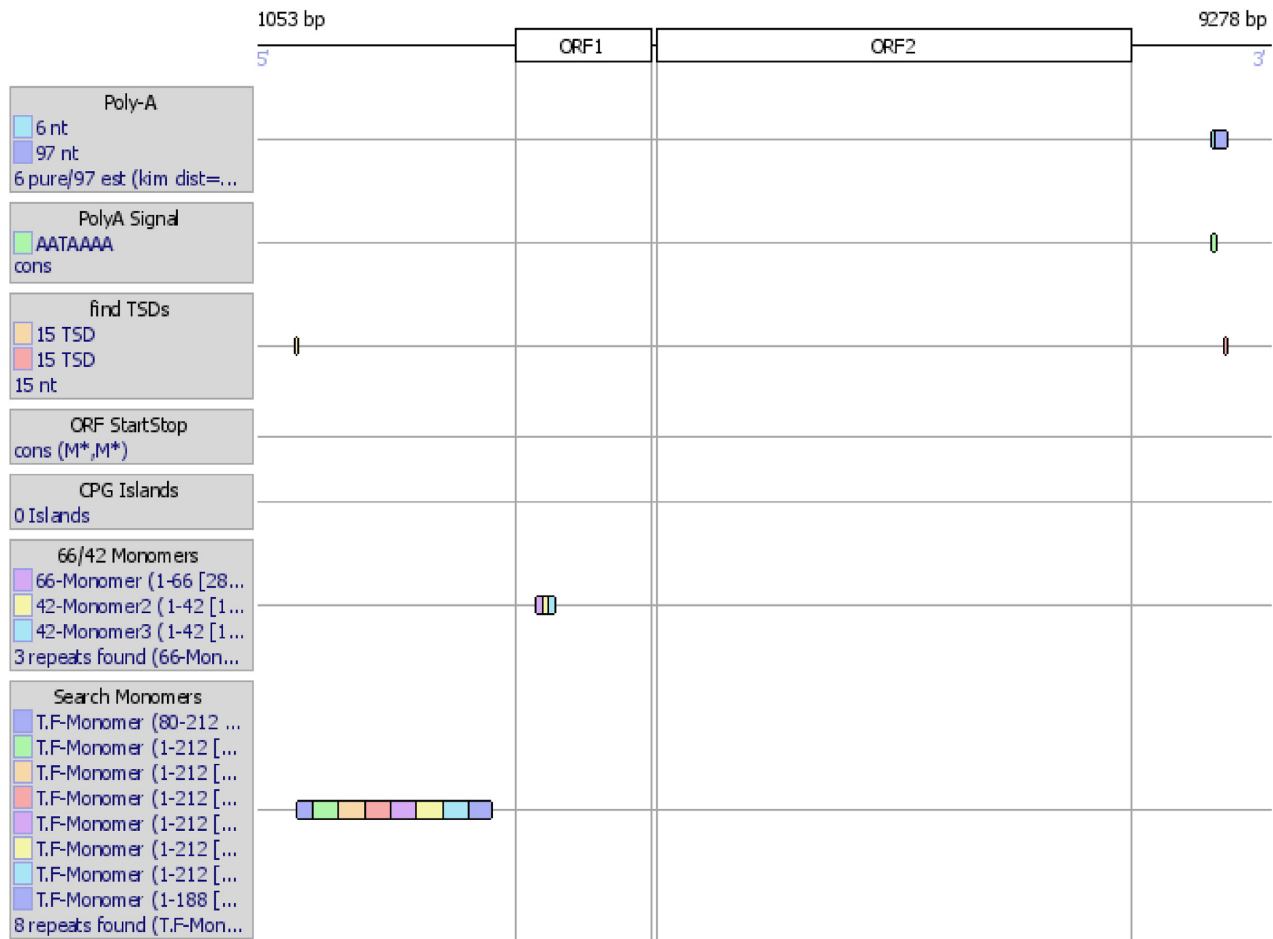 1053 bp
9278 bp
ORF1
ORF2
5'
3'
Poly-A
6 nt
97 nt
6 pure/97 est (kim dist=...
PolyA Signal
AATAAAA
cons
find TSDs
15 TSD
15 TSD
15 nt
ORF StartStop
cons (M*,M*)
CPG Islands
0 Islands
66/42 Monomers
66-Monomer (1-66 [28...
42-Monomer2 (1-42 [1...
42-Monomer3 (1-42 [1...
3 repeats found (66-Mon...
Search Monomers
T.F-Monomer (80-212 ...
T.F-Monomer (1-212 [...
T.F-Monomer (1-212 [...
T.F-Monomer (1-212 [...
T.F-Monomer (1-212 [...
T.F-Monomer (1-212 [...
T.F-Monomer (1-212 [...
T.F-Monomer (1-188 [...
8 repeats found (T.F-Mon...